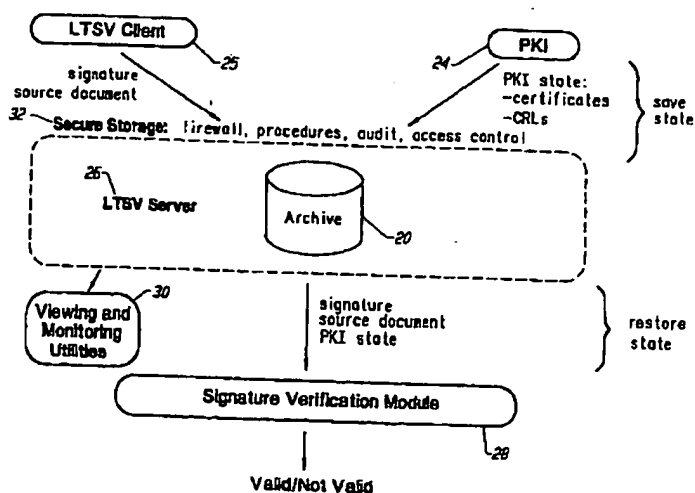 LTSV Client
25
24
PKI
signature
source document
PKI state:
-certificates
-CRLs
save
state
32
Secure Storage: firewall, procedures, audit, access control
26
LTSV Server
Archive
20
30
Viewing and
Monitoring
Utilities
signature
source document
PKI state
restore
state
Signature Verification Module
28
Valid/Not Valid